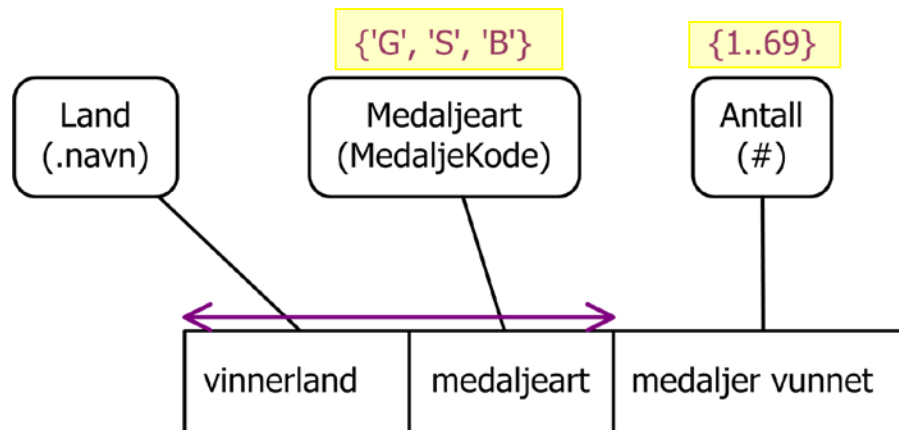 {'G', 'S', 'B'}
{1..69}
Land
(.navn)
Medaljeart
(MedaljeKode)
Antall
(#)
vinnerland
medaljeart
medaljer vunnet